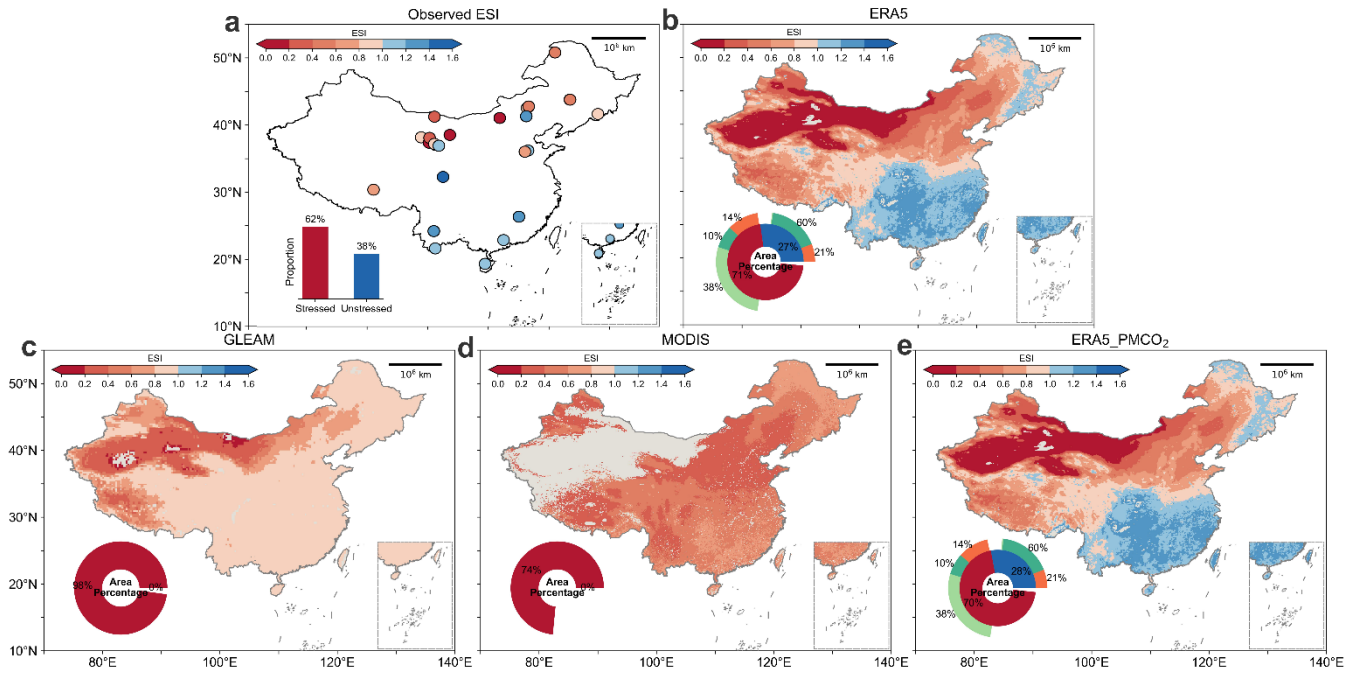 a
Observed ESI
ESI
0.0 0.2 0.4 0.6 0.8 1.0 1.2 1.4 1.6
10⁶ km
50°N
40°N
30°N
20°N
10°N
Proportion
62%
38%
Stressed
Unstressed
b
ERA5
ESI
0.0 0.2 0.4 0.6 0.8 1.0 1.2 1.4 1.6
10⁶ km
14%
60%
10%
27%
21%
Area
Percentage
71%
38%
c
GLEAM
ESI
0.0 0.2 0.4 0.6 0.8 1.0 1.2 1.4 1.6
10⁶ km
50°N
40°N
30°N
20°N
10°N
98%
Area
Percentage
0%
80°E
100°E
120°E
140°E
d
MODIS
ESI
0.0 0.2 0.4 0.6 0.8 1.0 1.2 1.4 1.6
10⁶ km
74%
Area
Percentage
0%
80°E
100°E
120°E
140°E
e
ERA5_PMCO₂
ESI
0.0 0.2 0.4 0.6 0.8 1.0 1.2 1.4 1.6
10⁶ km
14%
60%
10%
28%
21%
Area
Percentage
70%
38%
80°E
100°E
120°E
140°E